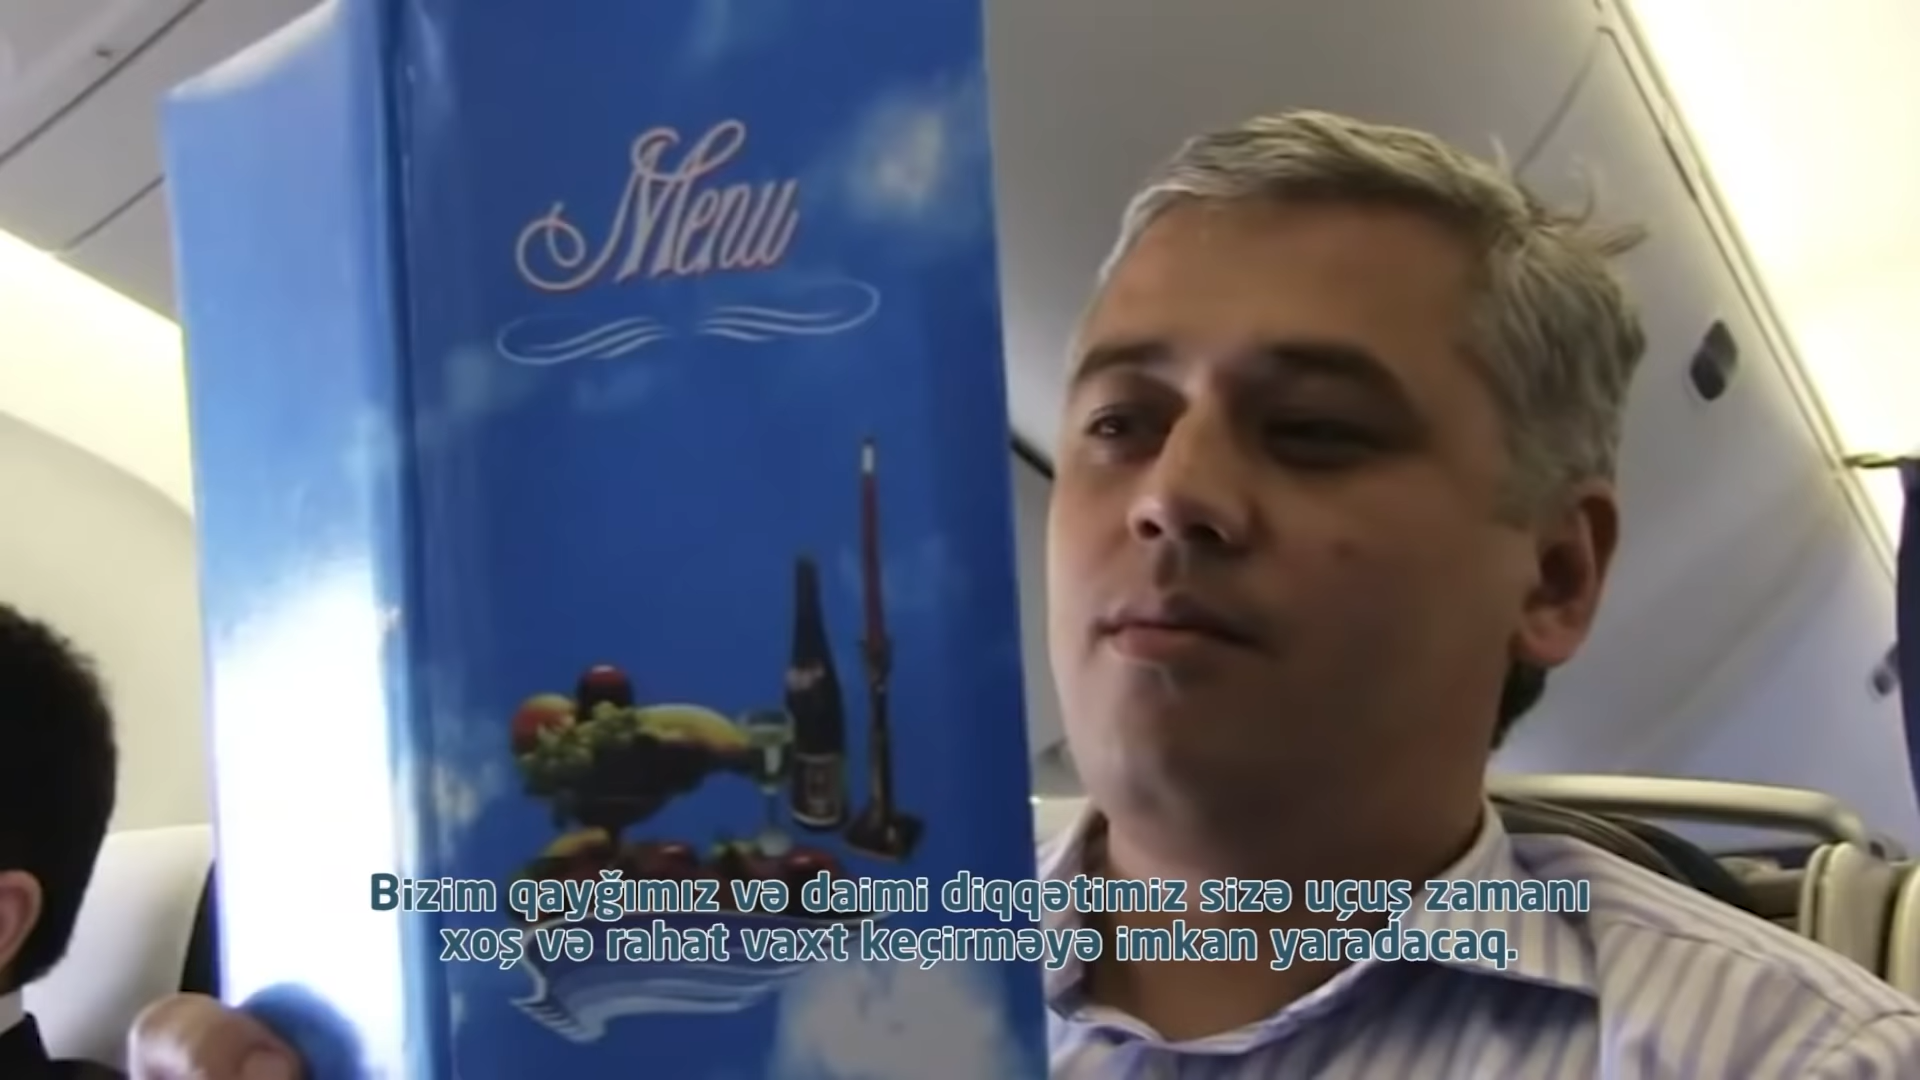 Menu
Bizim qayğımız və daimi diqqətimiz sizə uçuş zamanı
xoş və rahat vaxt keçirməyə imkan yaradacaq.